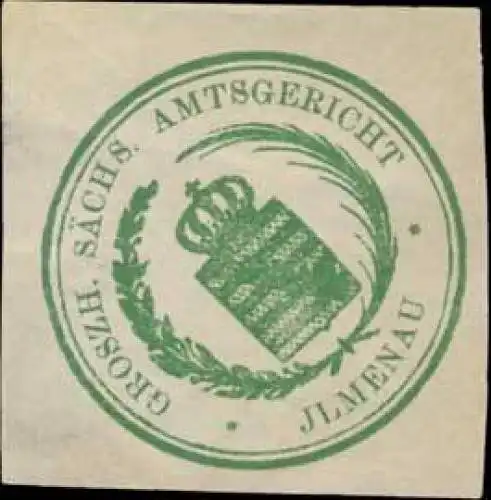 GROSZH. SÄCHS. AMTSGERICHT
* JLMENAU *